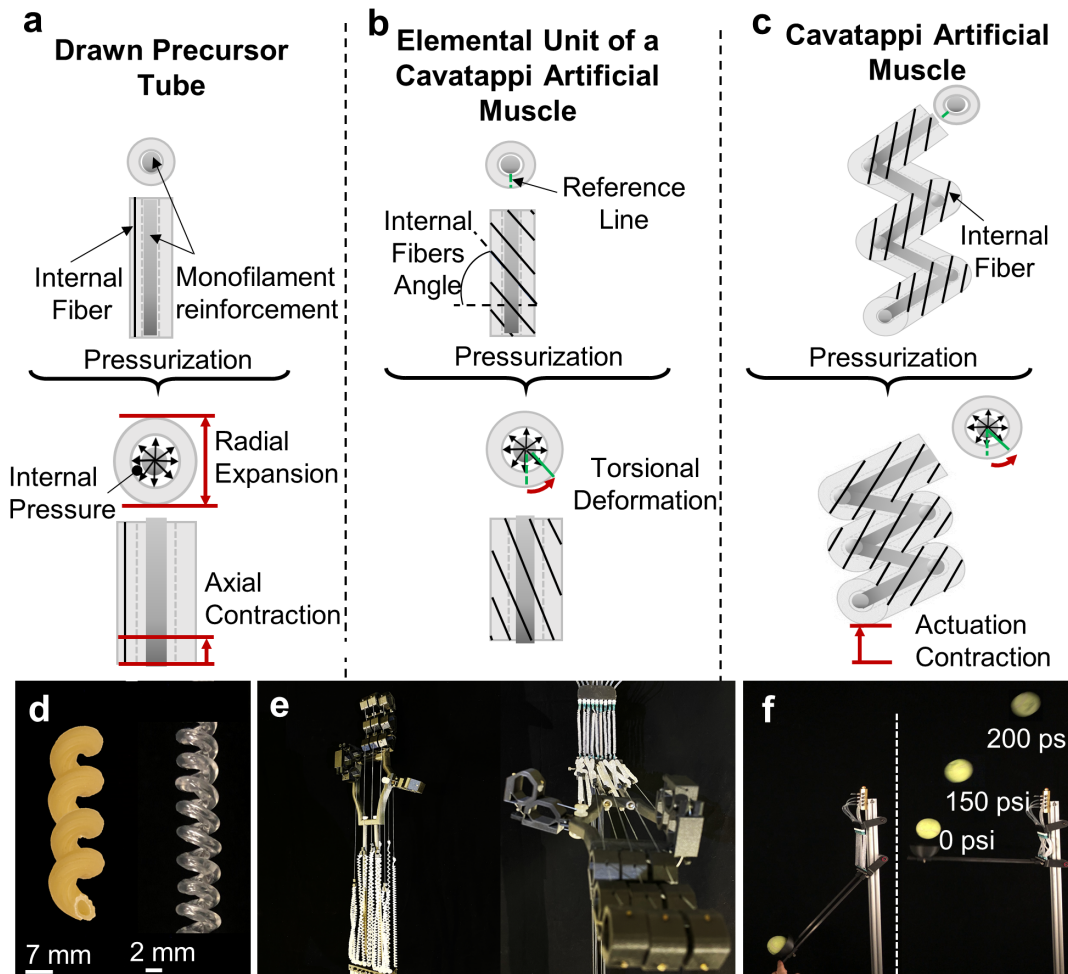 a
Drawn Precursor
Tube
Internal
Fiber
Monofilament
reinforcement
Pressurization
Radial
Expansion
Internal
Pressure
Axial
Contraction
b
Elemental Unit of a
Cavatappi Artificial
Muscle
Reference
Line
Internal
Fibers
Angle
Pressurization
Torsional
Deformation
c
Cavatappi Artificial
Muscle
Internal
Fiber
Pressurization
Actuation
Contraction
d
7 mm
2 mm
e
f
200 ps
150 psi
0 psi